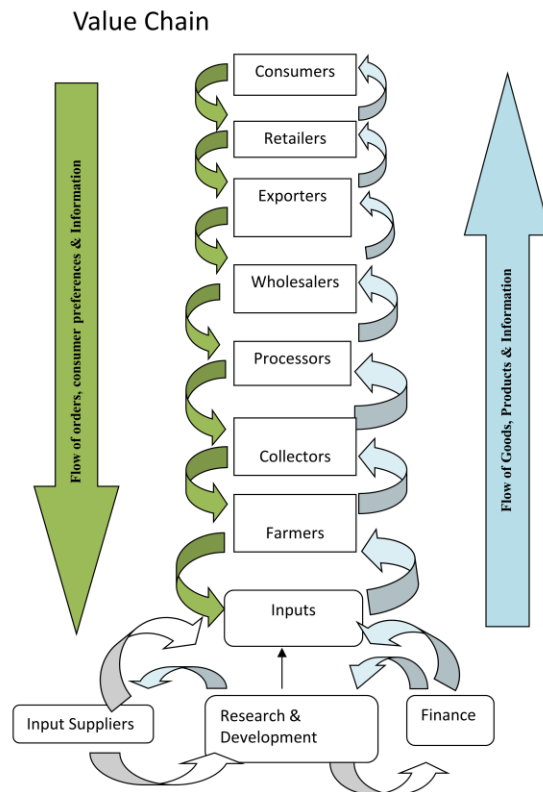 Value Chain
Consumers
Retailers
Exporters
Wholesalers
Processors
Collectors
Farmers
Inputs
Input Suppliers
Research &
Development
Finance
Flow of orders, consumer preferences & Information
Flow of Goods, Products & Information